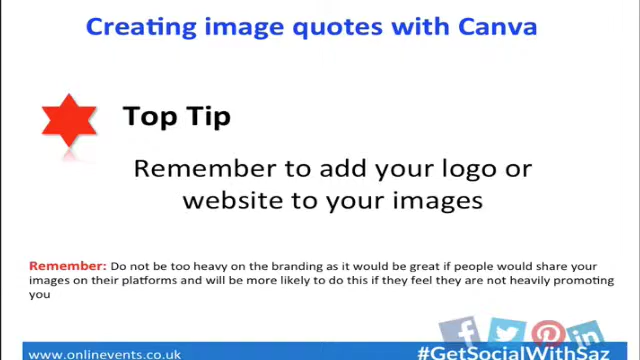 Creating image quotes with Canva
Top Tip
Remember to add your logo or
website to your images
Remember: Do not be too heavy on the branding as it would be great if people would share your
images on their platforms and will be more likely to do this if they feel they are not heavily promoting
you
www.onlinevents.co.uk
#GetSocialWithSaz